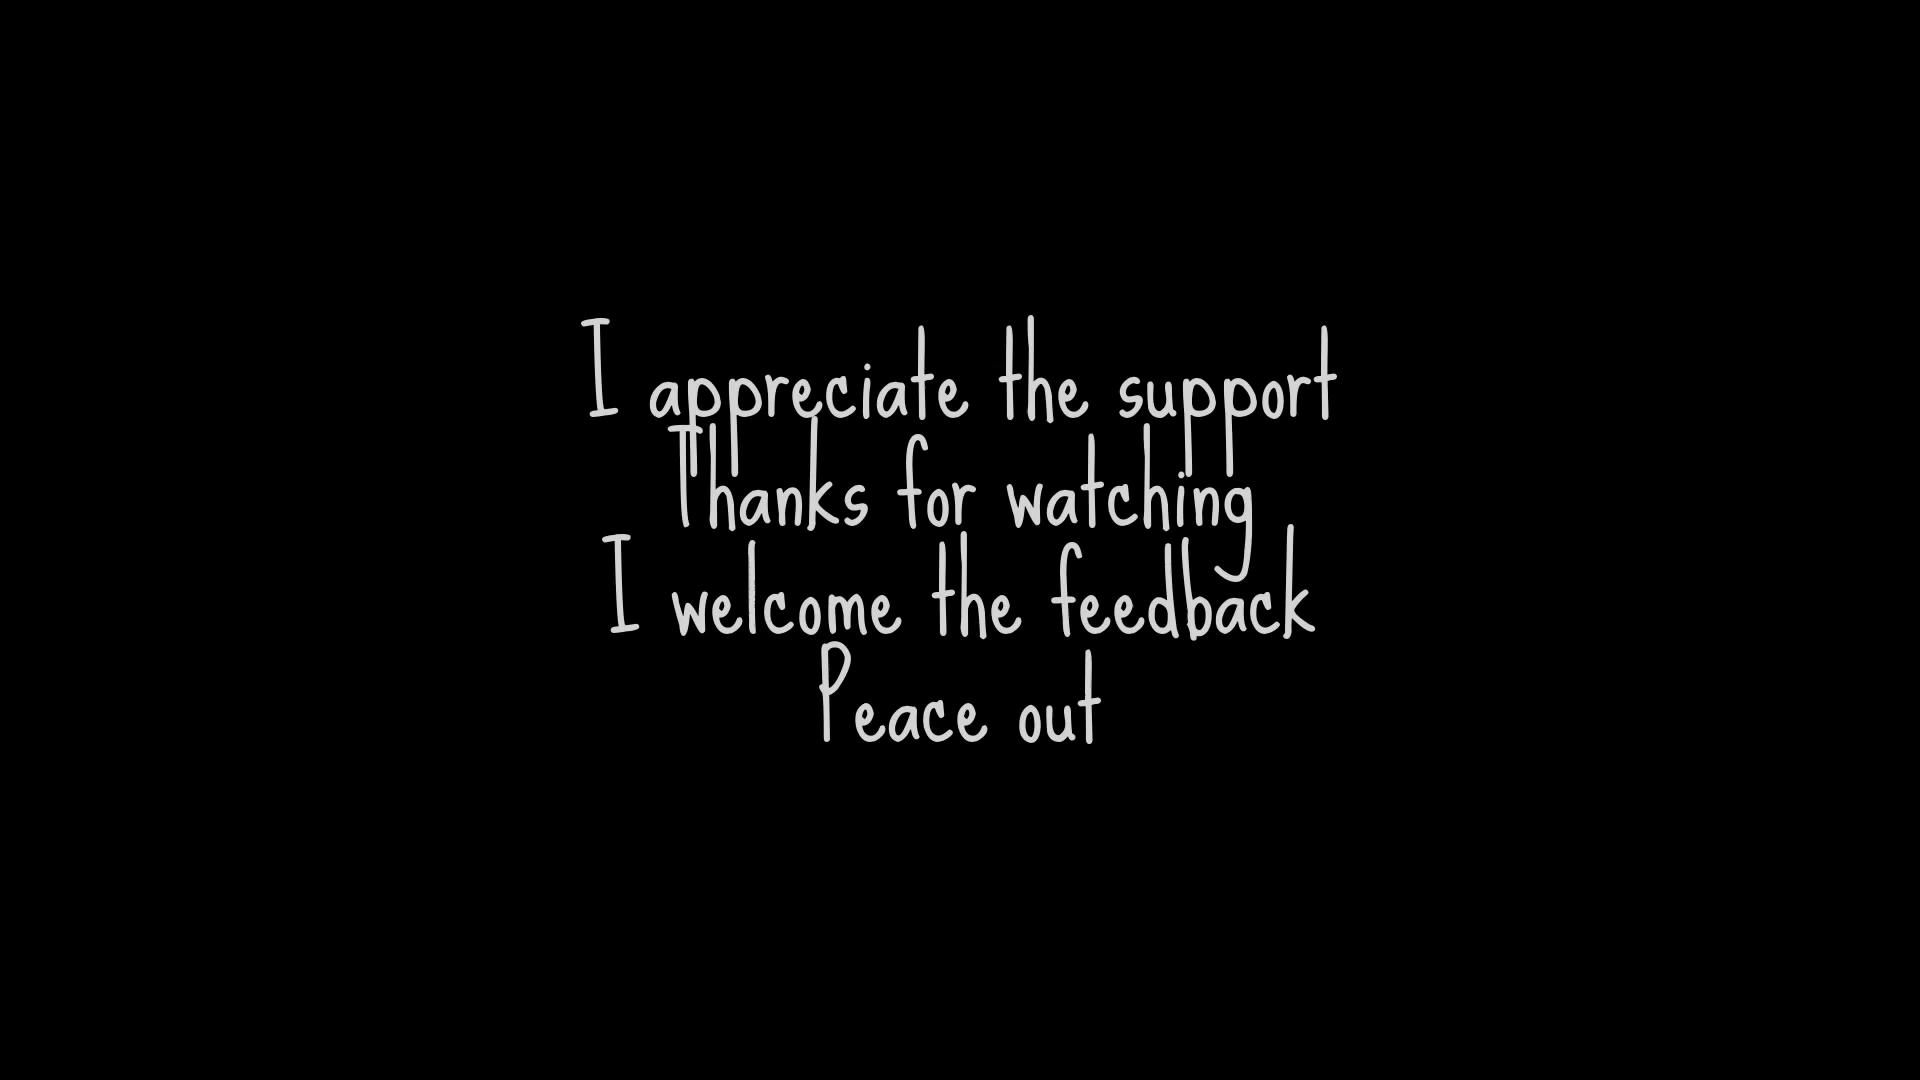 I appreciate the support
Thanks for watching
I welcome the feedback
Peace out